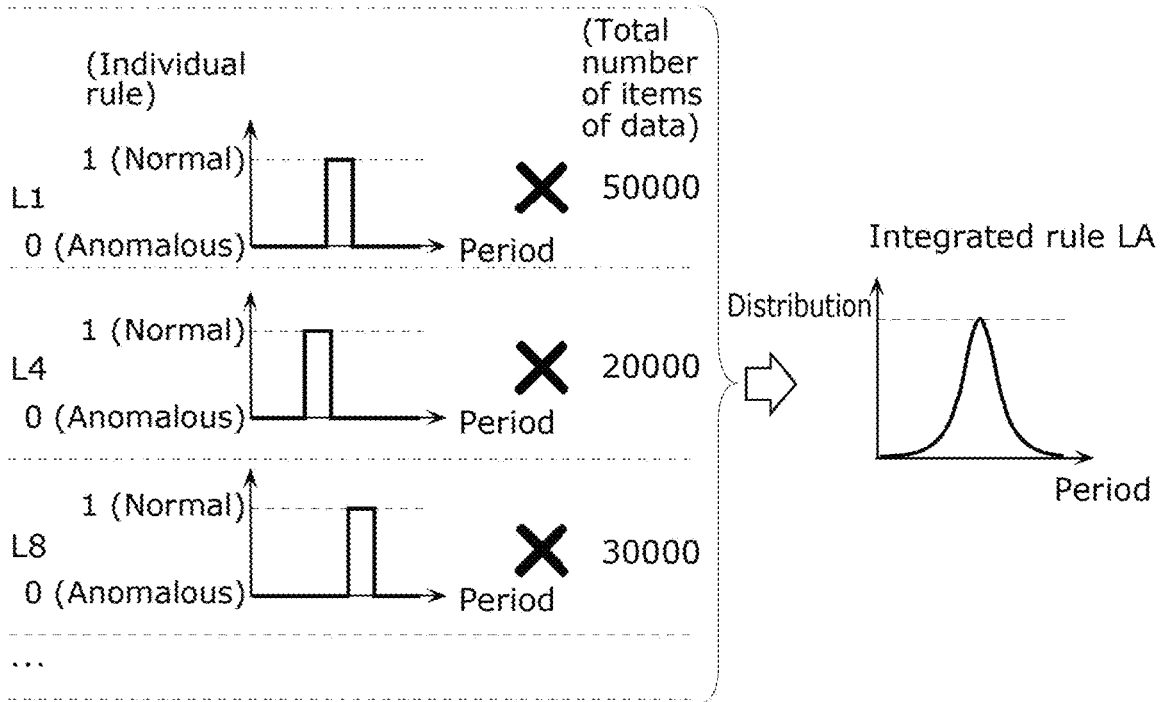 (Individual
rule)
(Total
number
of items
of data)
1 (Normal)
L1
0 (Anomalous)
Period
50000
1 (Normal)
L4
0 (Anomalous)
Period
20000
1 (Normal)
L8
0 (Anomalous)
Period
30000
...
Integrated rule LA
Distribution
Period